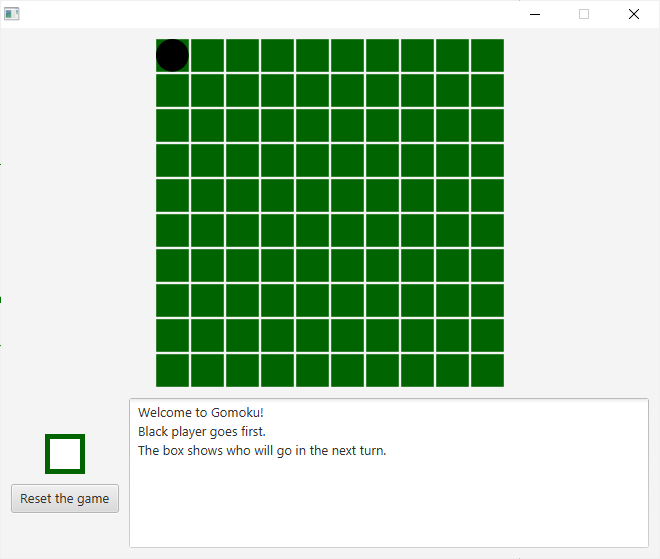 Welcome to Gomoku!
Black player goes first.
The box shows who will go in the next turn.
Reset the game